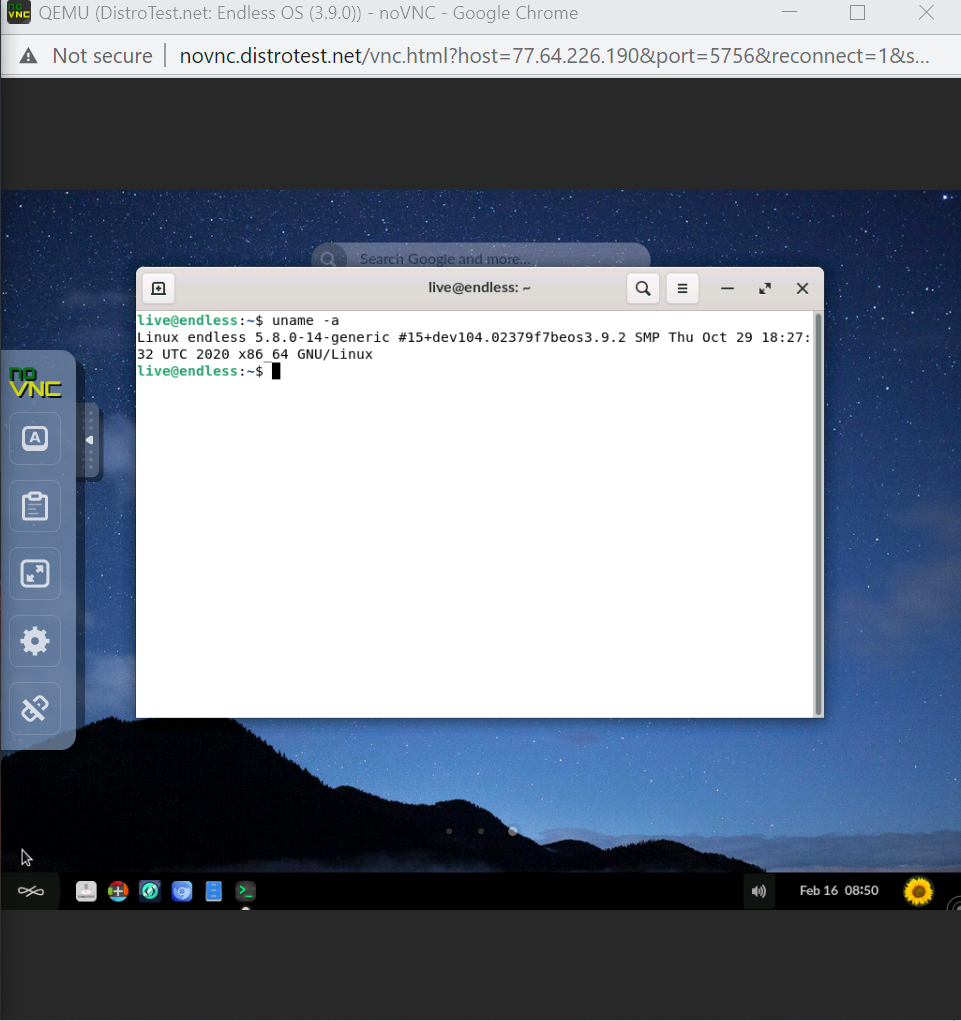 QEMU (DistroTest.net: Endless OS (3.9.0)) - noVNC - Google Chrome
Not secure | novnc.distrotest.net/vnc.html?host=77.64.226.190&port=5756&reconnect=1&s...
Search Google and more...
live@endless: ~
live@endless:~$ uname -a
Linux endless 5.8.0-14-generic #15+dev104.02379f7beos3.9.2 SMP Thu Oct 29 18:27:
32 UTC 2020 x86_64 GNU/Linux
live@endless:~$
no
VNC
A
Feb 16 08:50